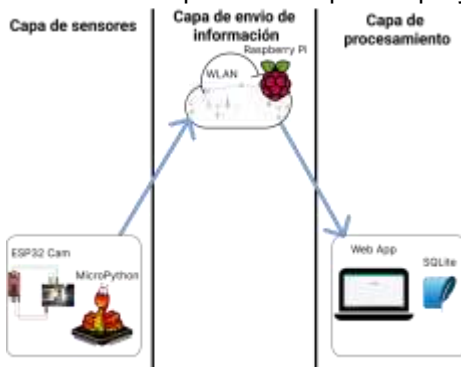 Capa de sensores
Capa de envio de
información
Capa de
procesamiento
Raspberry Pi
WLAN
ESP32 Cam
MicroPython
Web App
SQLite